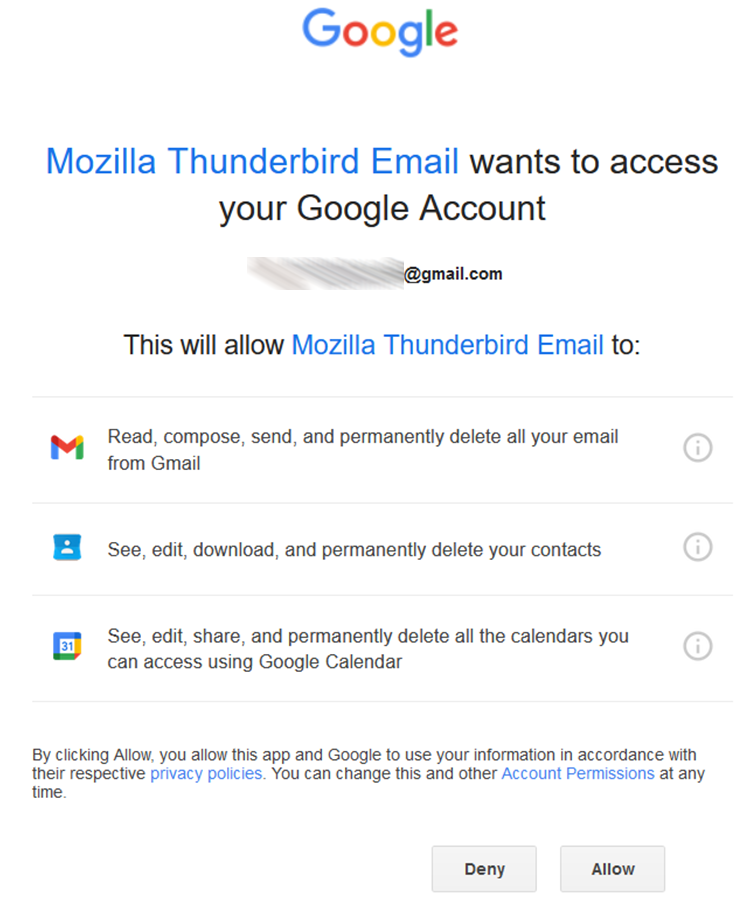 Google
Mozilla Thunderbird Email wants to access
your Google Account
@gmail.com
This will allow Mozilla Thunderbird Email to:
Read, compose, send, and permanently delete all your email
from Gmail
See, edit, download, and permanently delete your contacts
31
See, edit, share, and permanently delete all the calendars you
can access using Google Calendar
By clicking Allow, you allow this app and Google to use your information in accordance with
their respective privacy policies. You can change this and other Account Permissions at any
time.
Deny Allow